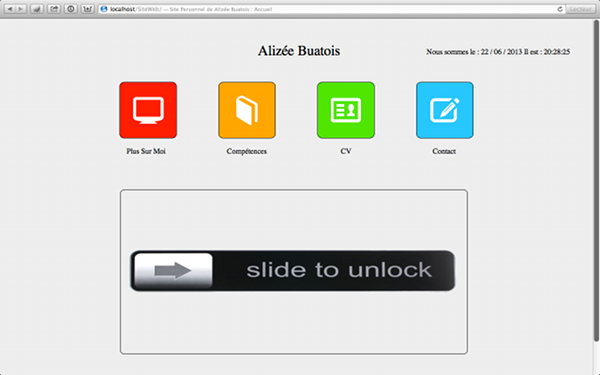 localhost/SiteWeb/ — Site Personnel de Alizée Buatois - Accueil
Lecteur
Alizée Buatois
Nous sommes le : 22 / 06 / 2013 Il est : 20:28:25
Plus Sur Moi
Compétences
CV
Contact
slide to unlock